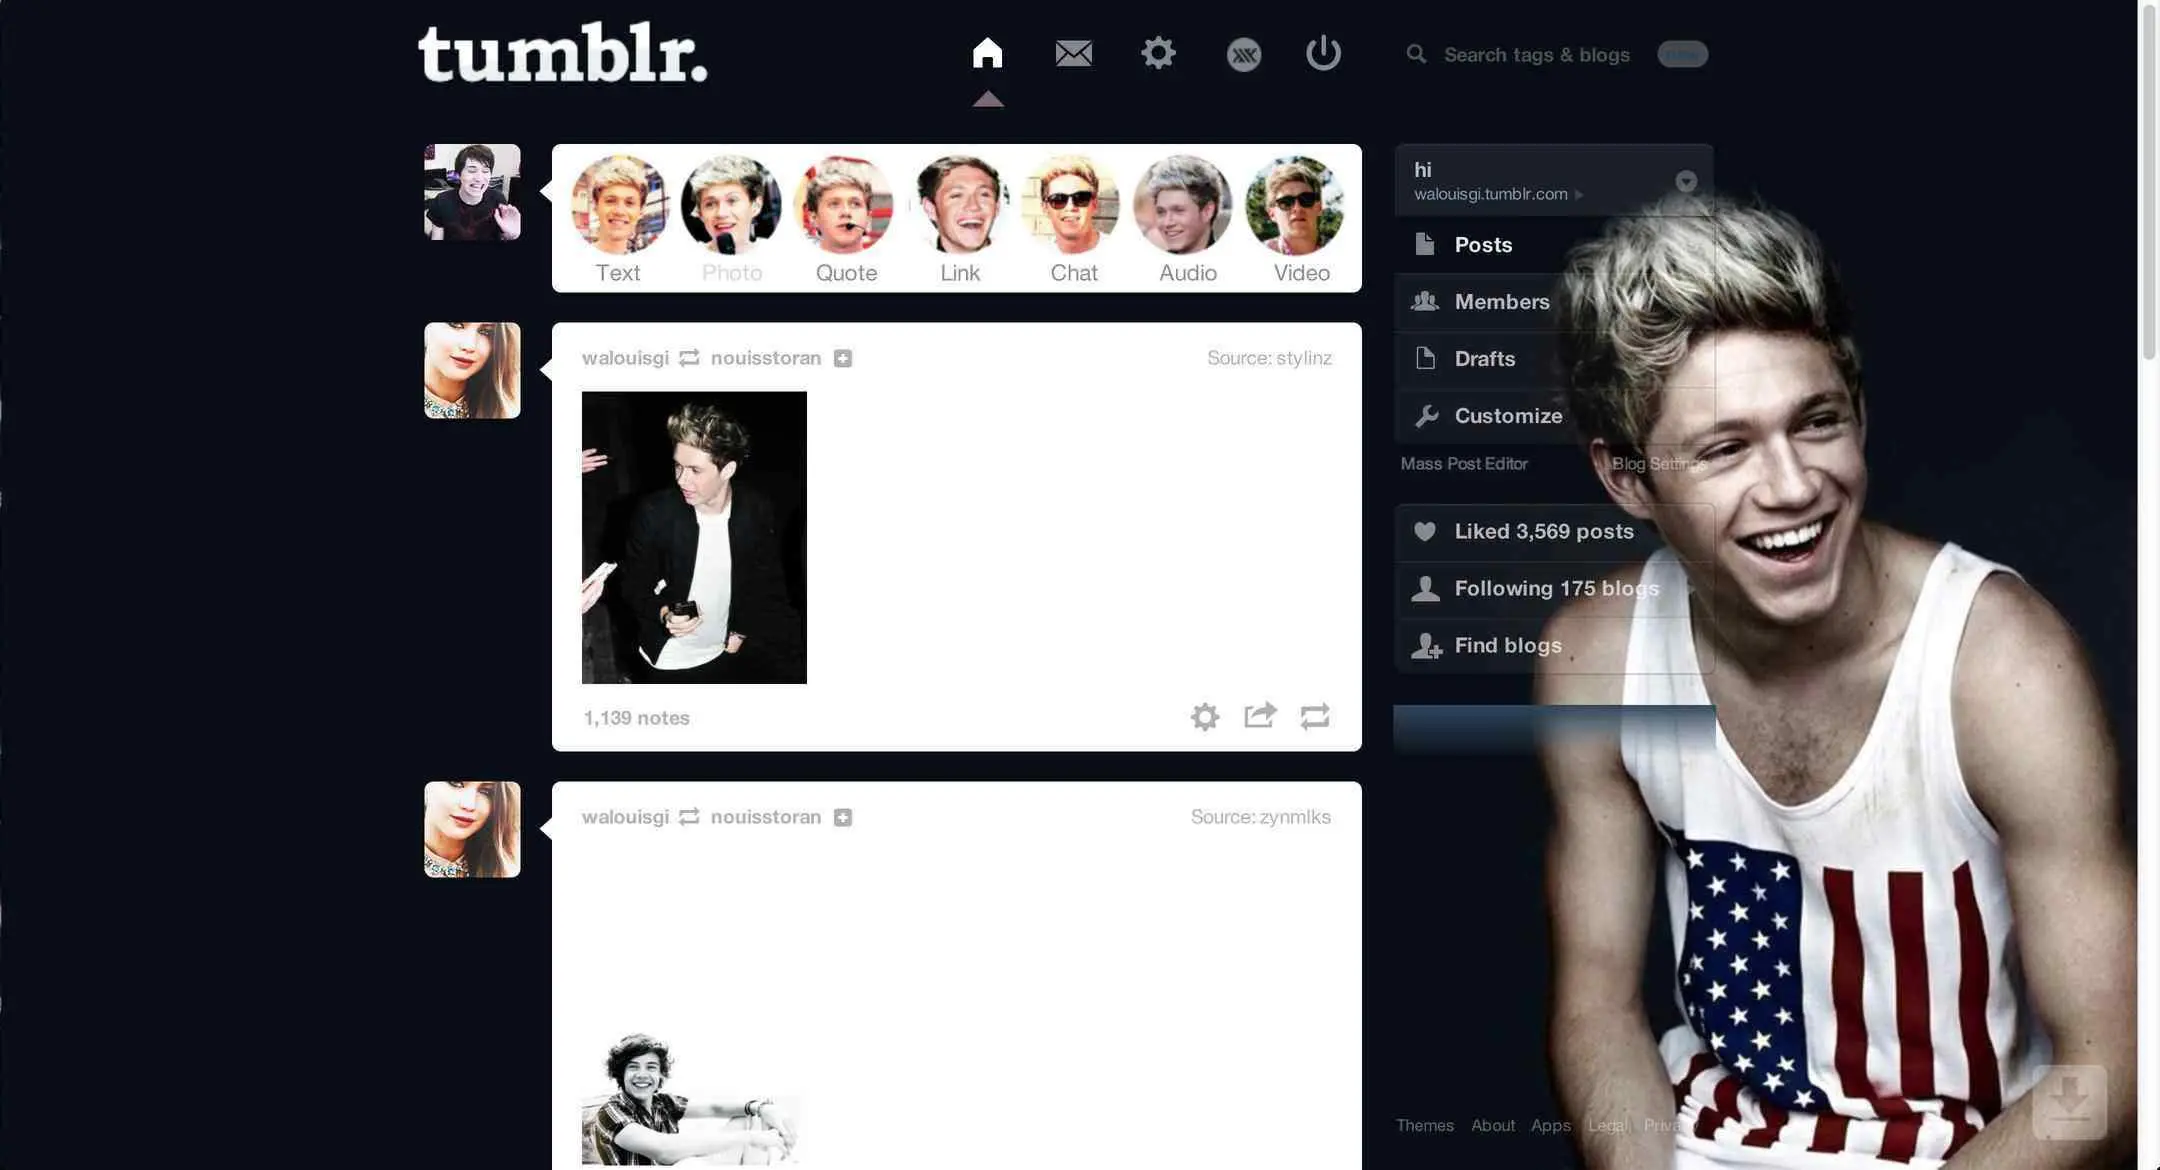 tumblr.
Search tags & blogs
Text Photo Quote Link Chat Audio Video
hi
walouisgi.tumblr.com
Posts
Members
Drafts
Customize
Mass Post Editor Blog Settings
Liked 3,569 posts
Following 175 blogs
Find blogs
walouisgi nouisstoran Source: stylinz
1,139 notes
walouisgi nouisstoran Source: zynmlks
Themes About Apps Legal